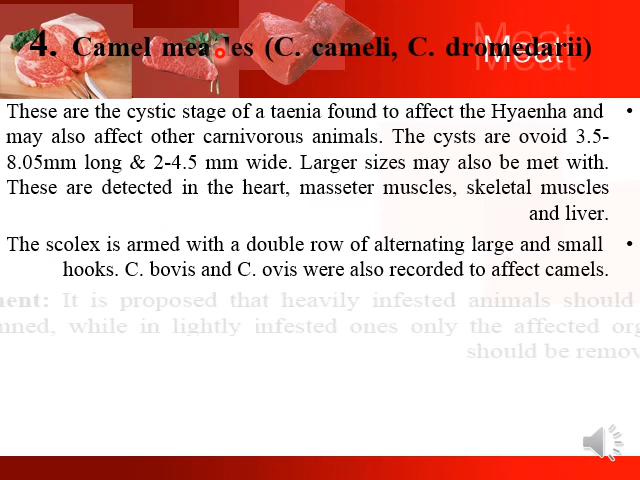 Meat
4. Camel measles (C. cameli, C. dromedarii)
• These are the cystic stage of a taenia found to affect the Hyaenha and
may also affect other carnivorous animals. The cysts are ovoid 3.5-
8.05mm long & 2-4.5 mm wide. Larger sizes may also be met with.
These are detected in the heart, masseter muscles, skeletal muscles
and liver.
• The scolex is armed with a double row of alternating large and small
hooks. C. bovis and C. ovis were also recorded to affect camels.
ment: It is proposed that heavily infested animals should
mned, while in lightly infested ones only the affected org
should be remov